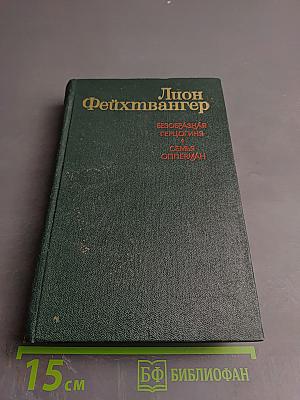 Лион
Фейхтвангер
БЕЗОБРАЗНАЯ
ГЕРЦОГИНЯ
СЕМЬЯ
ОППЕРМАН
15 см
БФ БИБЛИОФАН